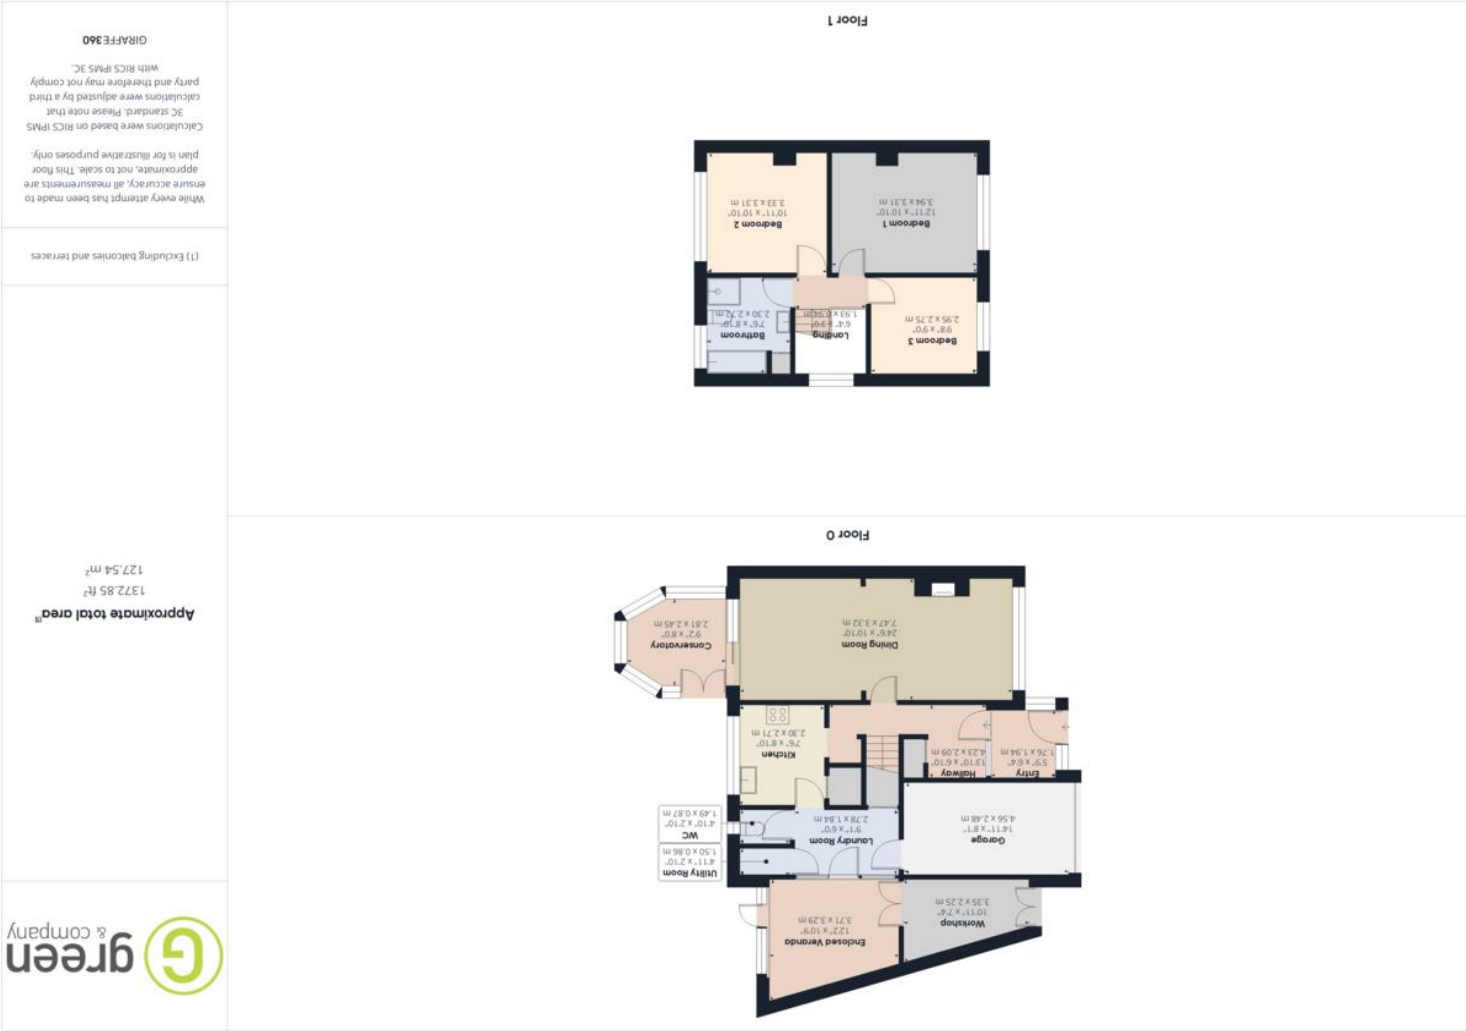 Workshop
10'11" x 7'4"
3.35 x 2.25 m
Enclosed Veranda
12'2" x 10'9"
3.71 x 3.29 m
Garage
14'11" x 8'1"
4.56 x 2.48 m
Laundry Room
9'1" x 6'0"
2.78 x 1.84 m
Utility Room
4'11" x 2'10"
1.50 x 0.86 m
WC
4'10" x 2'10"
1.49 x 0.87 m
Entry
5'9" x 6'4"
1.76 x 1.94 m
Hallway
13'10" x 6'10"
4.23 x 2.09 m
Kitchen
7'6" x 8'10"
2.30 x 2.71 m
Dining Room
24'6" x 10'10"
7.47 x 3.32 m
Conservatory
9'2" x 8'0"
2.81 x 2.45 m
Floor 0
Bedroom 3
9'8" x 9'0"
2.95 x 2.75 m
Landing
6'4" x 3'0"
1.93 x 0.94 m
Bathroom
7'6" x 8'10"
2.30 x 2.72 m
Bedroom 1
12'11" x 10'10"
3.94 x 3.31 m
Bedroom 2
10'11" x 10'10"
3.33 x 3.31 m
Floor 1
G green
& company
Approximate total area(1)
1372.85 ft²
127.54 m²
(1) Excluding balconies and terraces
While every attempt has been made to
ensure accuracy, all measurements are
approximate, not to scale. This floor
plan is for illustrative purposes only.
Calculations were based on RICS IPMS
3C standard. Please note that
calculations were adjusted by a third
party and therefore may not comply
with RICS IPMS 3C.
GIRAFFE360